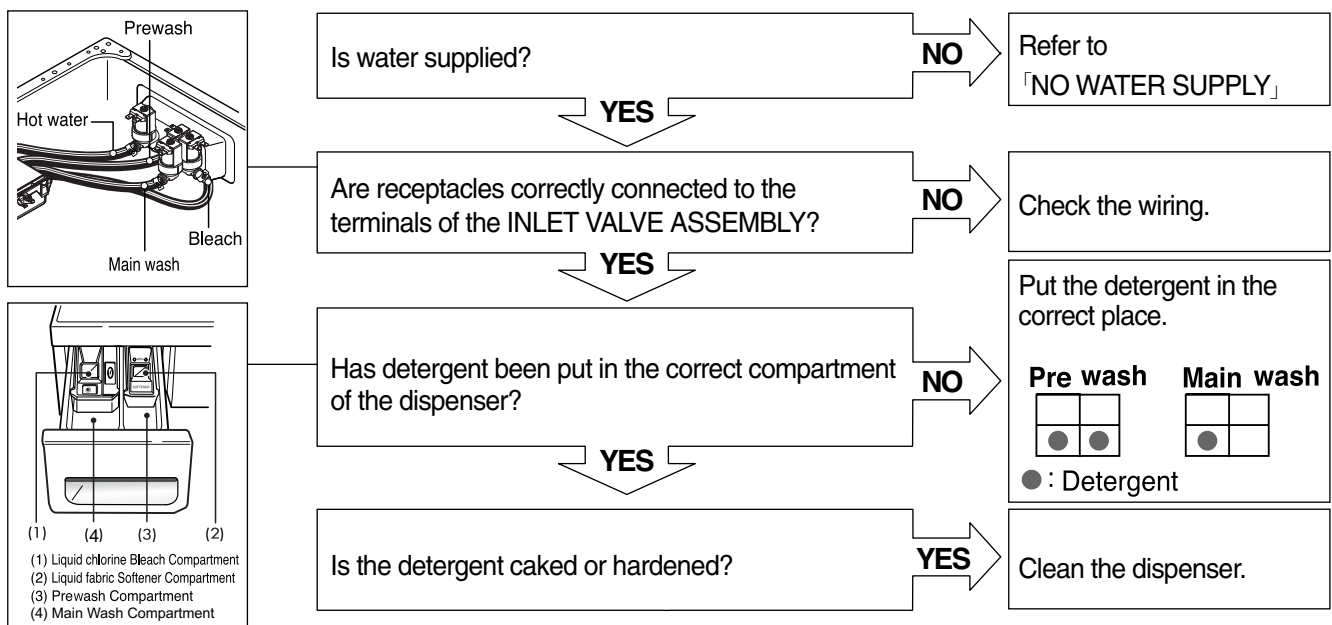 Prewash
Hot water
Bleach
Main wash
Is water supplied?
NO
Refer to
「NO WATER SUPPLY」
YES
Are receptacles correctly connected to the
terminals of the INLET VALVE ASSEMBLY?
NO
Check the wiring.
YES
Has detergent been put in the correct compartment
of the dispenser?
NO
Put the detergent in the
correct place.
Pre wash Main wash
: Detergent
YES
SOFTENER
(1) (4) (3) (2)
(1) Liquid chlorine Bleach Compartment
(2) Liquid fabric Softener Compartment
(3) Prewash Compartment
(4) Main Wash Compartment
Is the detergent caked or hardened?
YES
Clean the dispenser.